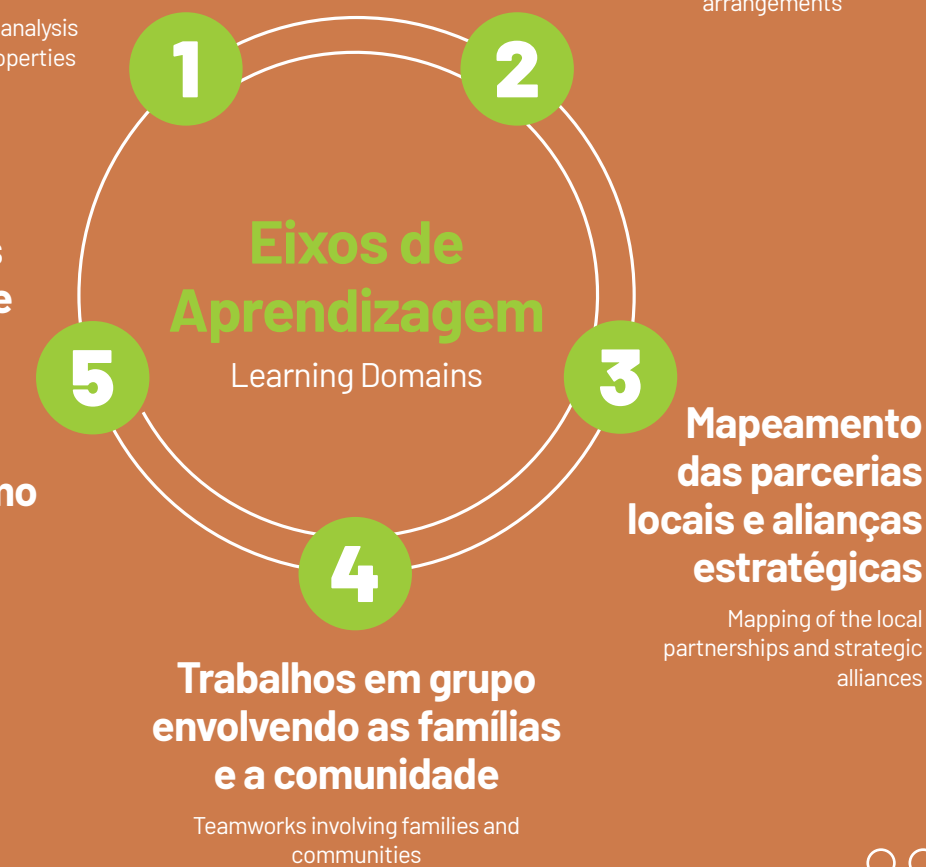 analysis
arrangements
1
2
Eixos de
Aprendizagem
Learning Domains
5
3
Mapeamento
das parcerias
locais e alianças
estratégicas
Mapping of the local
partnerships and strategic
alliances
4
Trabalhos em grupo
envolvendo as famílias
e a comunidade
Teamworks involving families and
communities